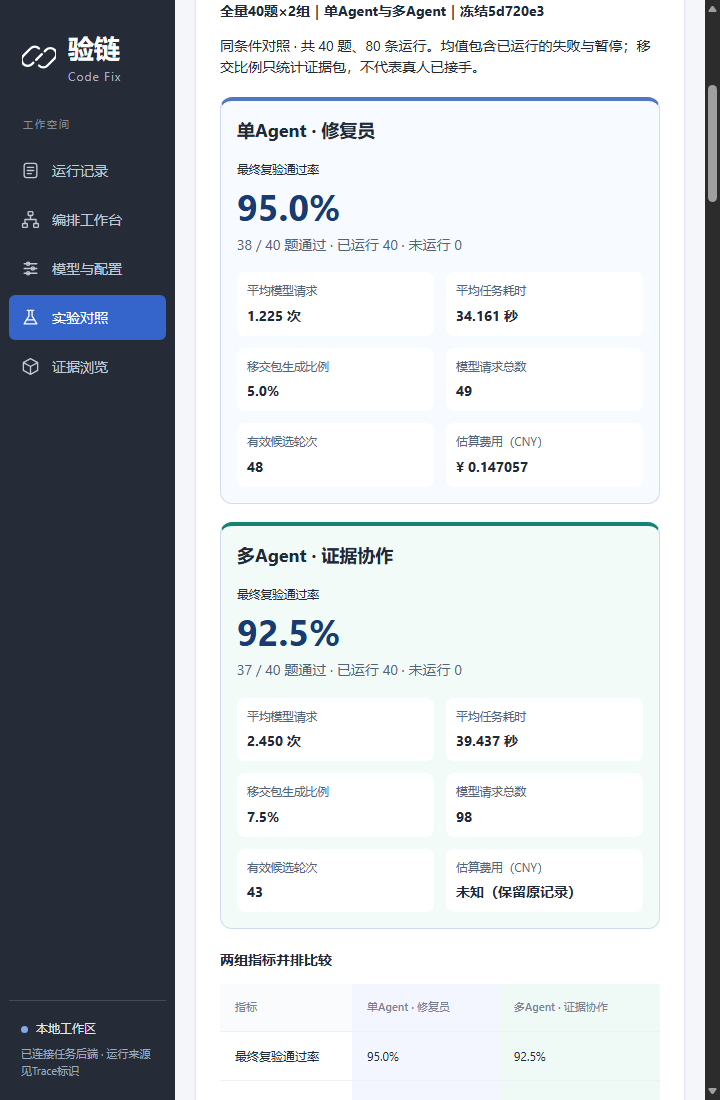 验链
Code Fix
工作空间
运行记录
编排工作台
模型与配置
实验对照
证据浏览
本地工作区
已连接任务后端 · 运行来源
见Trace标识
全量40题×2组｜单Agent与多Agent｜冻结5d720e3
同条件对照 · 共 40 题、80 条运行。均值包含已运行的失败与暂停；移
交比例只统计证据包，不代表真人已接手。
单Agent · 修复员
最终复验通过率
95.0%
38 / 40 题通过 · 已运行 40 · 未运行 0
平均模型请求
1.225 次
平均任务耗时
34.161 秒
移交包生成比例
5.0%
模型请求总数
49
有效候选轮次
48
估算费用（CNY）
¥ 0.147057
多Agent · 证据协作
最终复验通过率
92.5%
37 / 40 题通过 · 已运行 40 · 未运行 0
平均模型请求
2.450 次
平均任务耗时
39.437 秒
移交包生成比例
7.5%
模型请求总数
98
有效候选轮次
43
估算费用（CNY）
未知（保留原记录）
两组指标并排比较
指标 单Agent · 修复员 多Agent · 证据协作
最终复验通过率 95.0% 92.5%